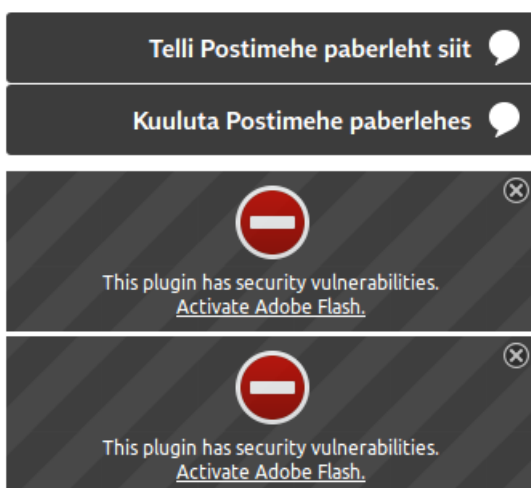 Telli Postimehe paberleht siit
Kuuluta Postimehe paberlehes
This plugin has security vulnerabilities.
Activate Adobe Flash.
This plugin has security vulnerabilities.
Activate Adobe Flash.